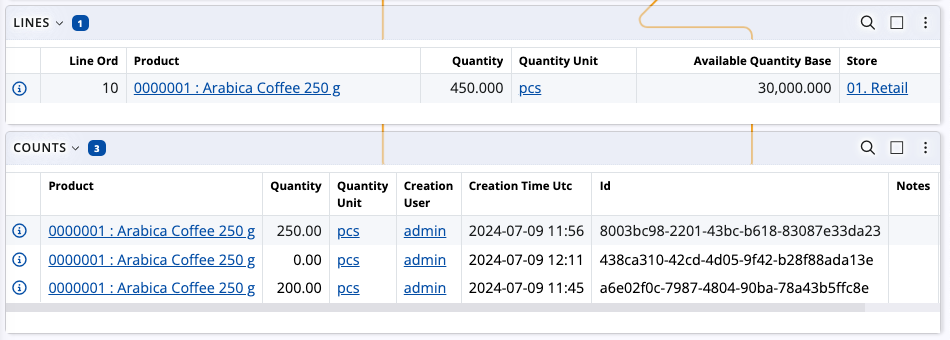 LINES 1
Line Ord Product Quantity Quantity Unit Available Quantity Base Store
10 0000001 : Arabica Coffee 250 g 450.000 pcs 30,000.000 01. Retail
COUNTS 3
Product Quantity Quantity Unit Creation User Creation Time Utc Id Notes
0000001 : Arabica Coffee 250 g 250.00 pcs admin 2024-07-09 11:56 8003bc98-2201-43bc-b618-83087e33da23
0000001 : Arabica Coffee 250 g 0.00 pcs admin 2024-07-09 12:11 438ca310-42cd-4d05-9f42-b28f88ada13e
0000001 : Arabica Coffee 250 g 200.00 pcs admin 2024-07-09 11:45 a6e02f0c-7987-4804-90ba-78a43b5ffc8e